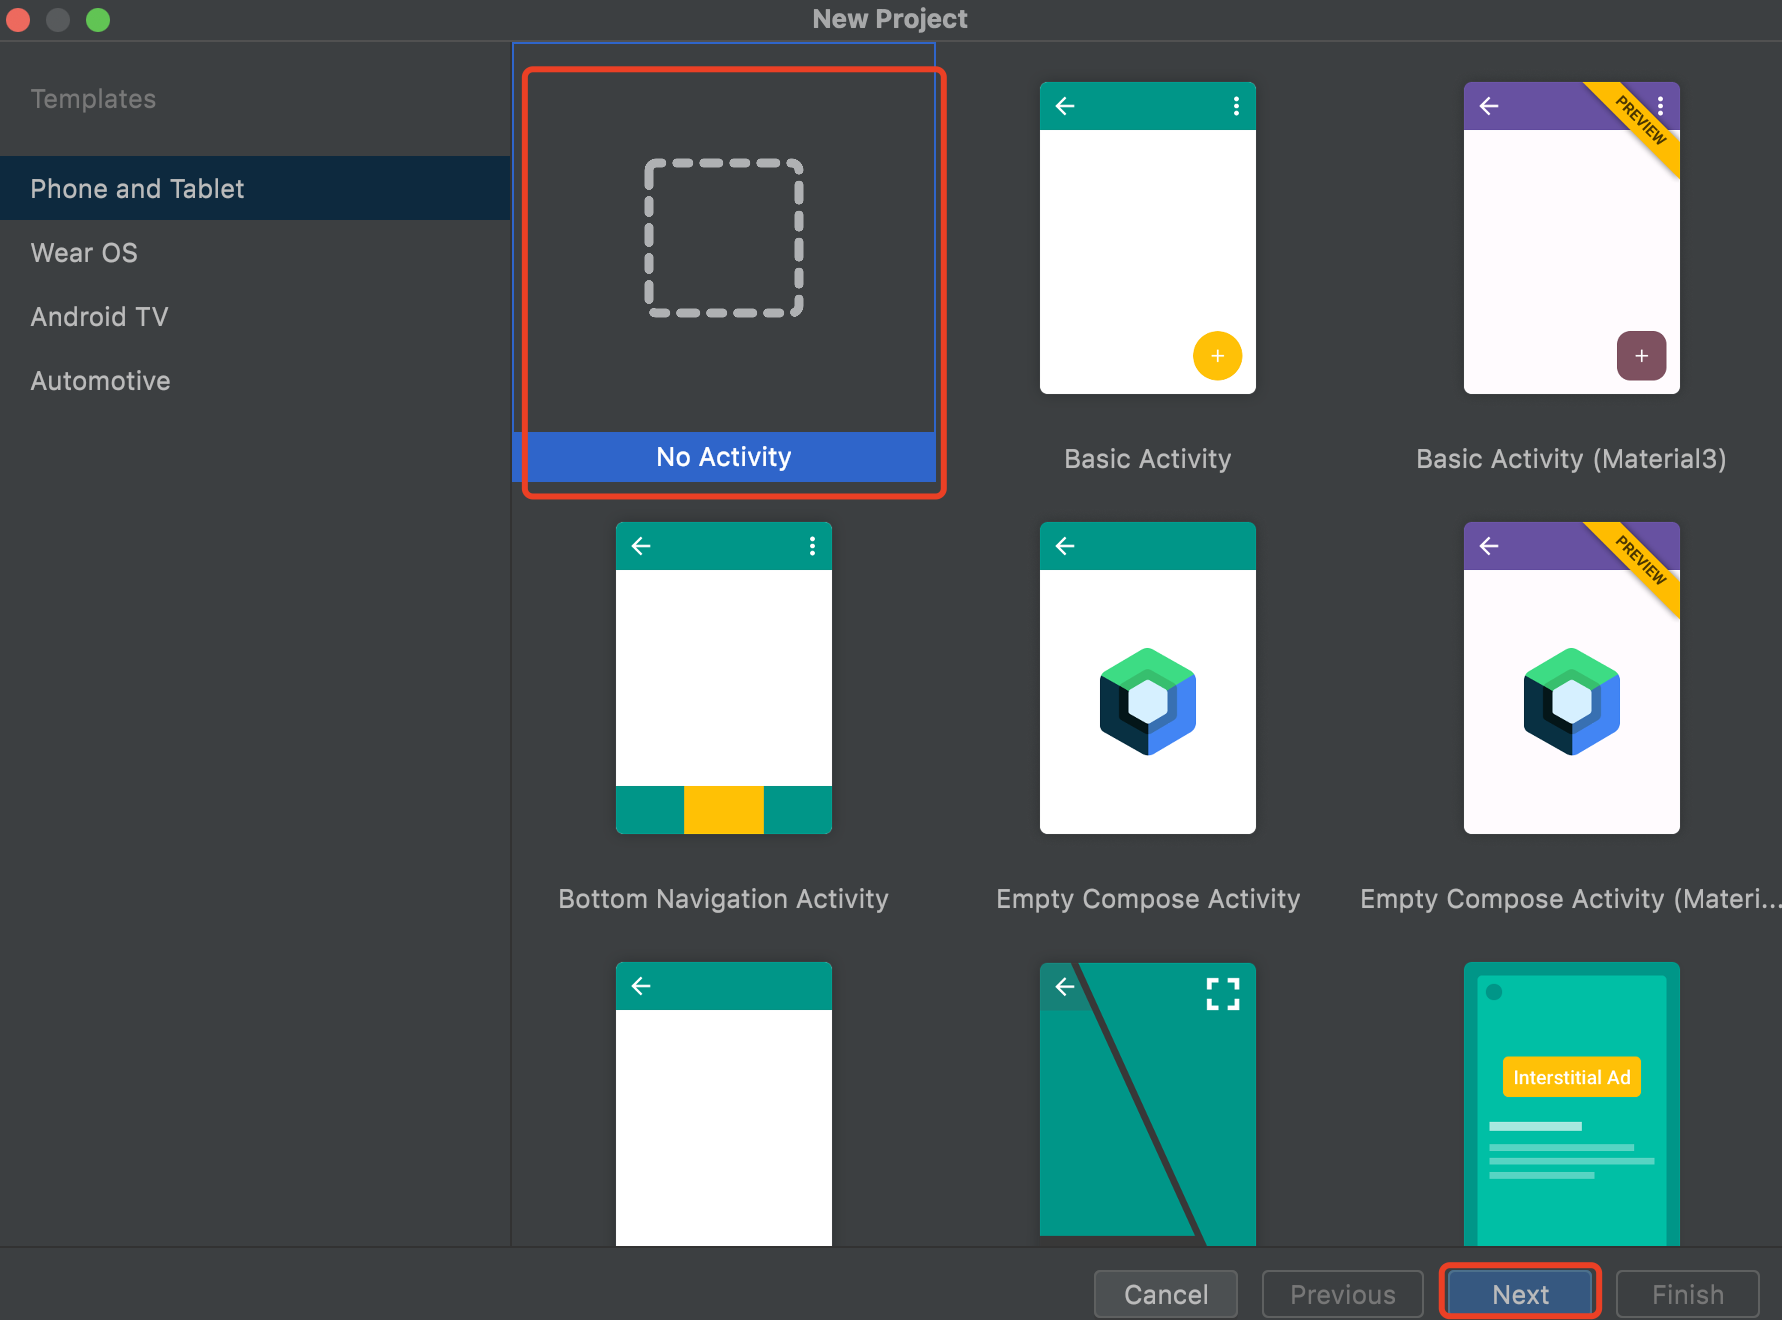 New Project
Templates
Phone and Tablet
Wear OS
Android TV
Automotive
No Activity
Basic Activity
PREVIEW
Basic Activity (Material3)
Bottom Navigation Activity
Empty Compose Activity
PREVIEW
Empty Compose Activity (Materi...
Interstitial Ad
Cancel
Previous
Next
Finish